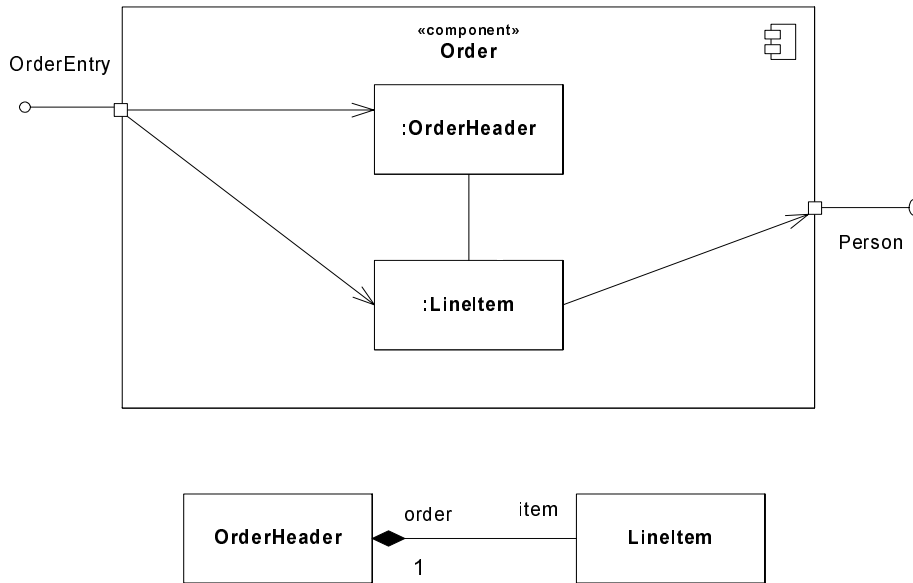 «component»
Order
OrderEntry
:OrderHeader
Person
:LineItem
OrderHeader
order
item
1
LineItem